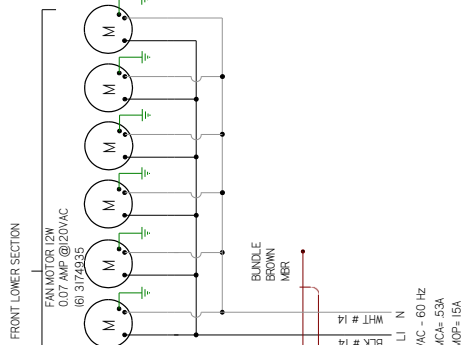 M
M
M
M
M
M
FRONT LOWER SECTION
FAN MOTOR 12W
0.07 AMP @120VAC
(6) 3174935
BUNDLE
BROWN
MBR
WHT # 14
BLK # 14
N
L1
VAC - 60 Hz
MCA= .53A
MOP= 15A